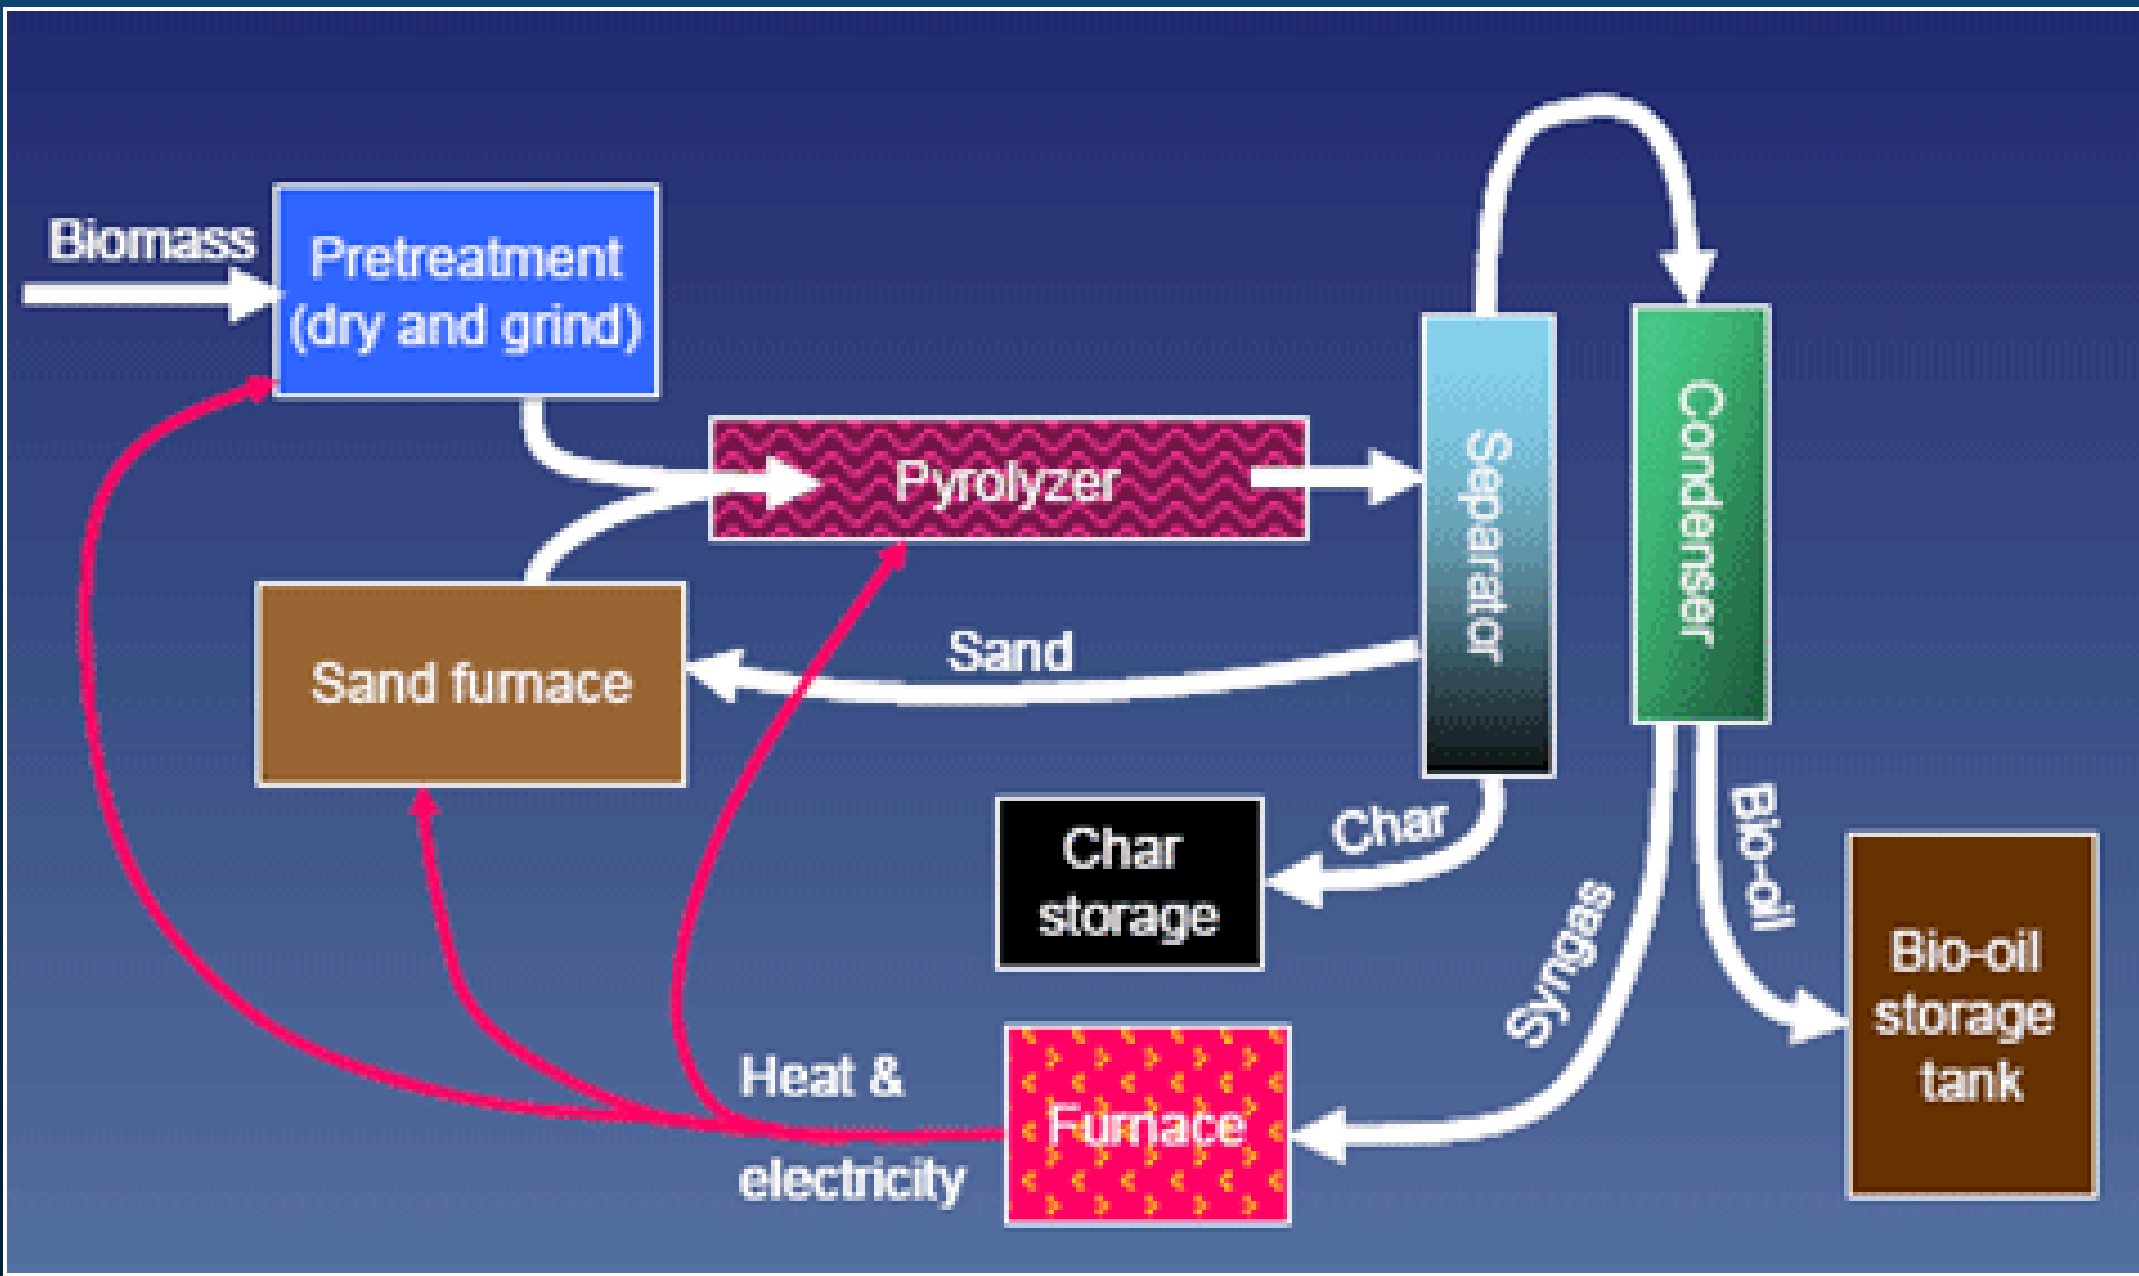 Biomass
Pretreatment
(dry and grind)
Pyrolyzer
Separator
Condenser
Sand furnace
Sand
Char
storage
Char
Syngas
Bio-oil
Bio-oil
storage
tank
Heat &
electricity
Furnace